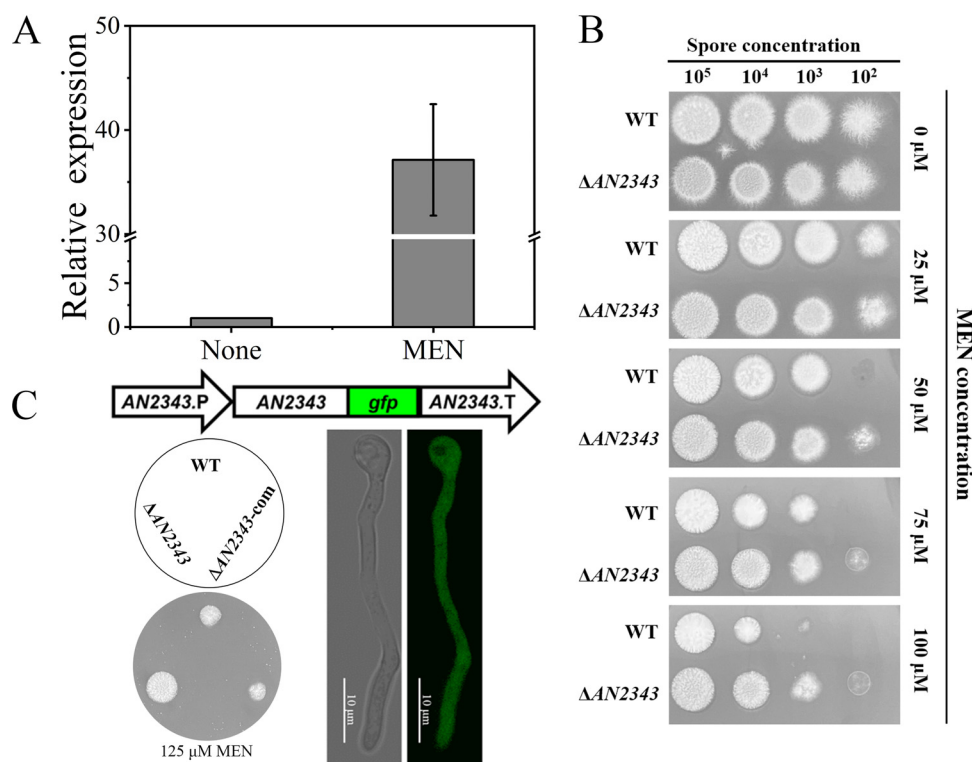 A
Relative expression
50
40
30
5
0
None
MEN
B
Spore concentration
10⁵ 10⁴ 10³ 10²
WT
ΔAN2343
0 μM
WT
ΔAN2343
25 μM
WT
ΔAN2343
50 μM
WT
ΔAN2343
75 μM
WT
ΔAN2343
100 μM
MEN concentration
C
AN2343.P AN2343 gfp AN2343.T
WT
ΔAN2343
ΔAN2343-com
125 μM MEN
10 μm
10 μm